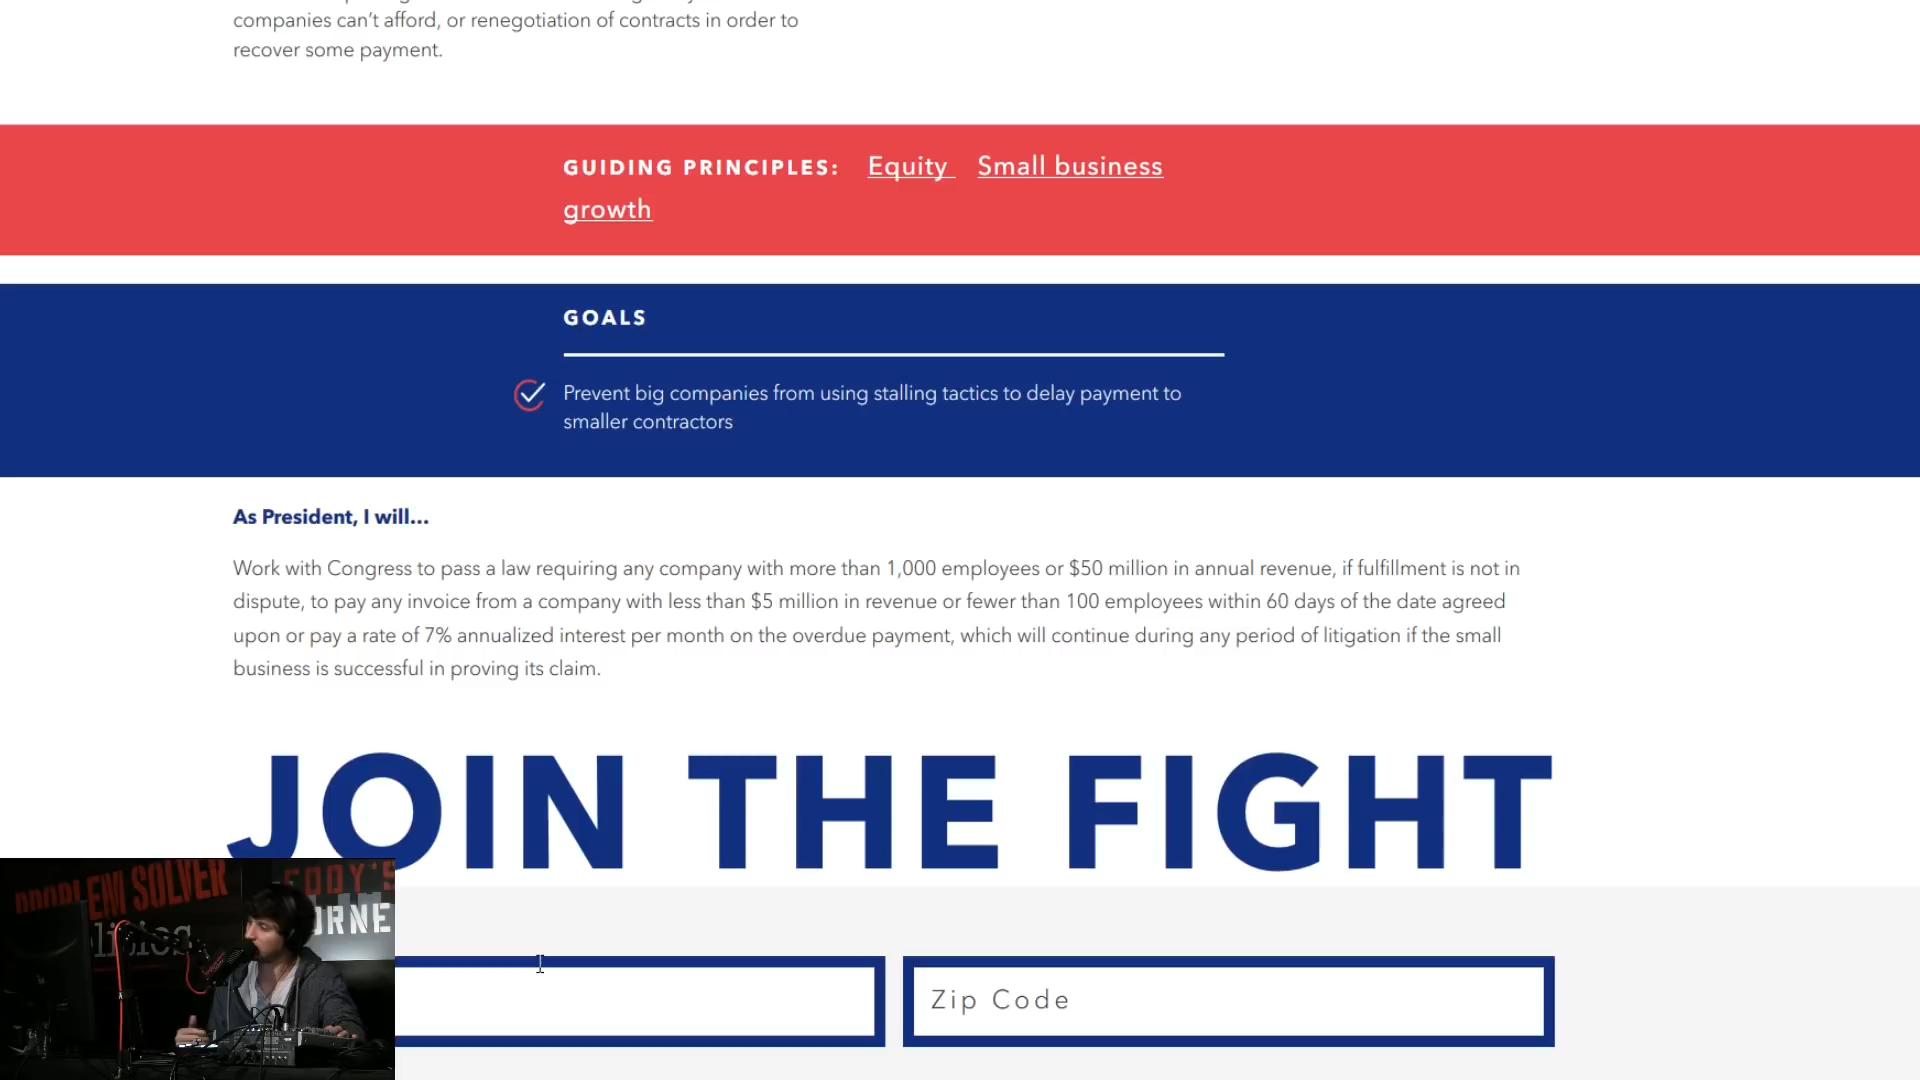 companies can’t afford, or renegotiation of contracts in order to
recover some payment.
GUIDING PRINCIPLES: Equity Small business
growth
GOALS
Prevent big companies from using stalling tactics to delay payment to
smaller contractors
As President, I will...
Work with Congress to pass a law requiring any company with more than 1,000 employees or $50 million in annual revenue, if fulfillment is not in
dispute, to pay any invoice from a company with less than $5 million in revenue or fewer than 100 employees within 60 days of the date agreed
upon or pay a rate of 7% annualized interest per month on the overdue payment, which will continue during any period of litigation if the small
business is successful in proving its claim.
JOIN THE FIGHT
PROBLEM SOLVER
Zip Code